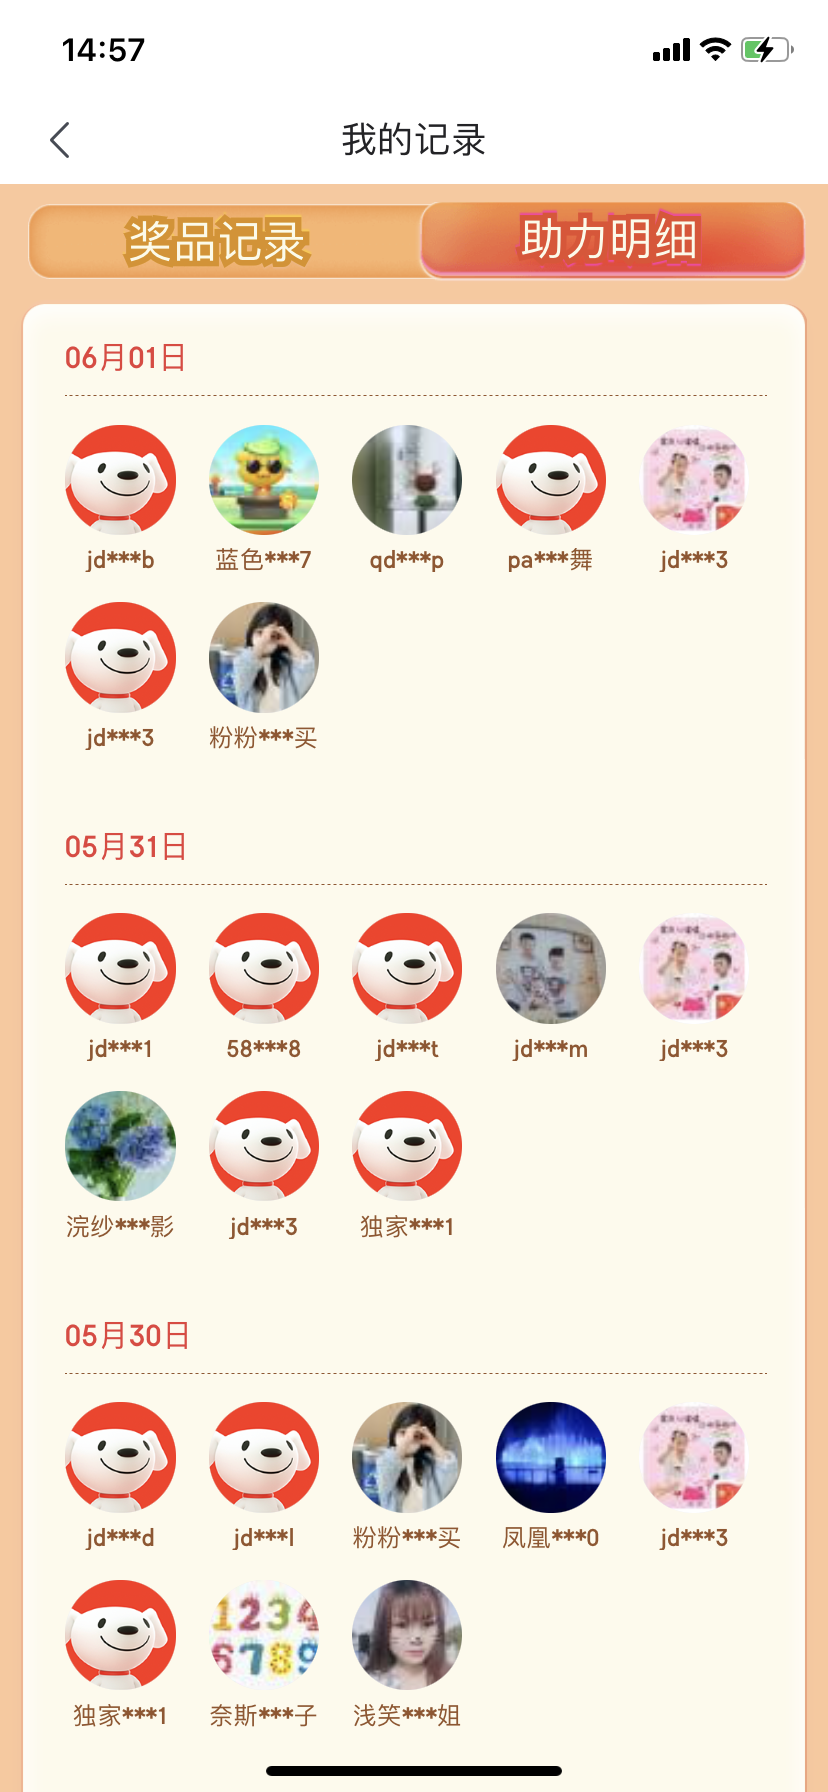 14:57
我的记录
奖品记录 助力明细
06月01日
jd***b 蓝色***7 qd***p pa***舞 jd***3
jd***3 粉粉***买
05月31日
jd***1 58***8 jd***t jd***m jd***3
浣纱***影 jd***3 独家***1
05月30日
jd***d jd***l 粉粉***买 凤凰***0 jd***3
1234
6789
独家***1 奈斯***子 浅笑***姐